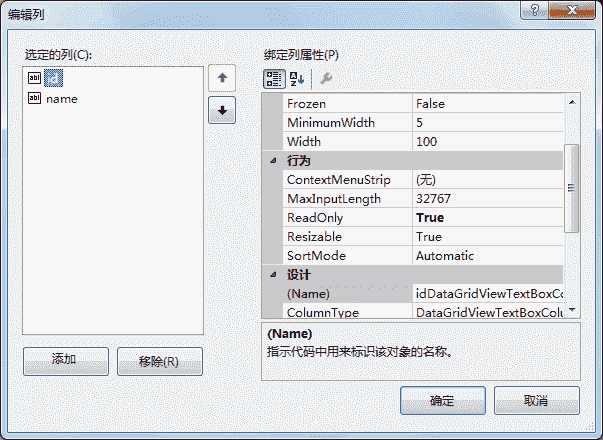 编辑列
选定的列(C):
abl id
abl name
添加
移除(R)
绑定列属性(P)
Frozen False
MinimumWidth 5
Width 100
行为
ContextMenuStrip (无)
MaxInputLength 32767
ReadOnly True
Resizable True
SortMode Automatic
设计
(Name) idDataGridViewTextBoxCo
ColumnType DataGridViewTextBoxColu
(Name)
指示代码中用来标识该对象的名称。
确定
取消